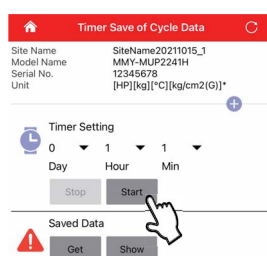 Timer Save of Cycle Data
Site Name SiteName20211015_1
Model Name MMY-MUP2241H
Serial No. 12345678
Unit [HP][kg][°C][kg/cm2(G)]*
Timer Setting
0 1 1
Day Hour Min
Stop Start
Saved Data
Get Show